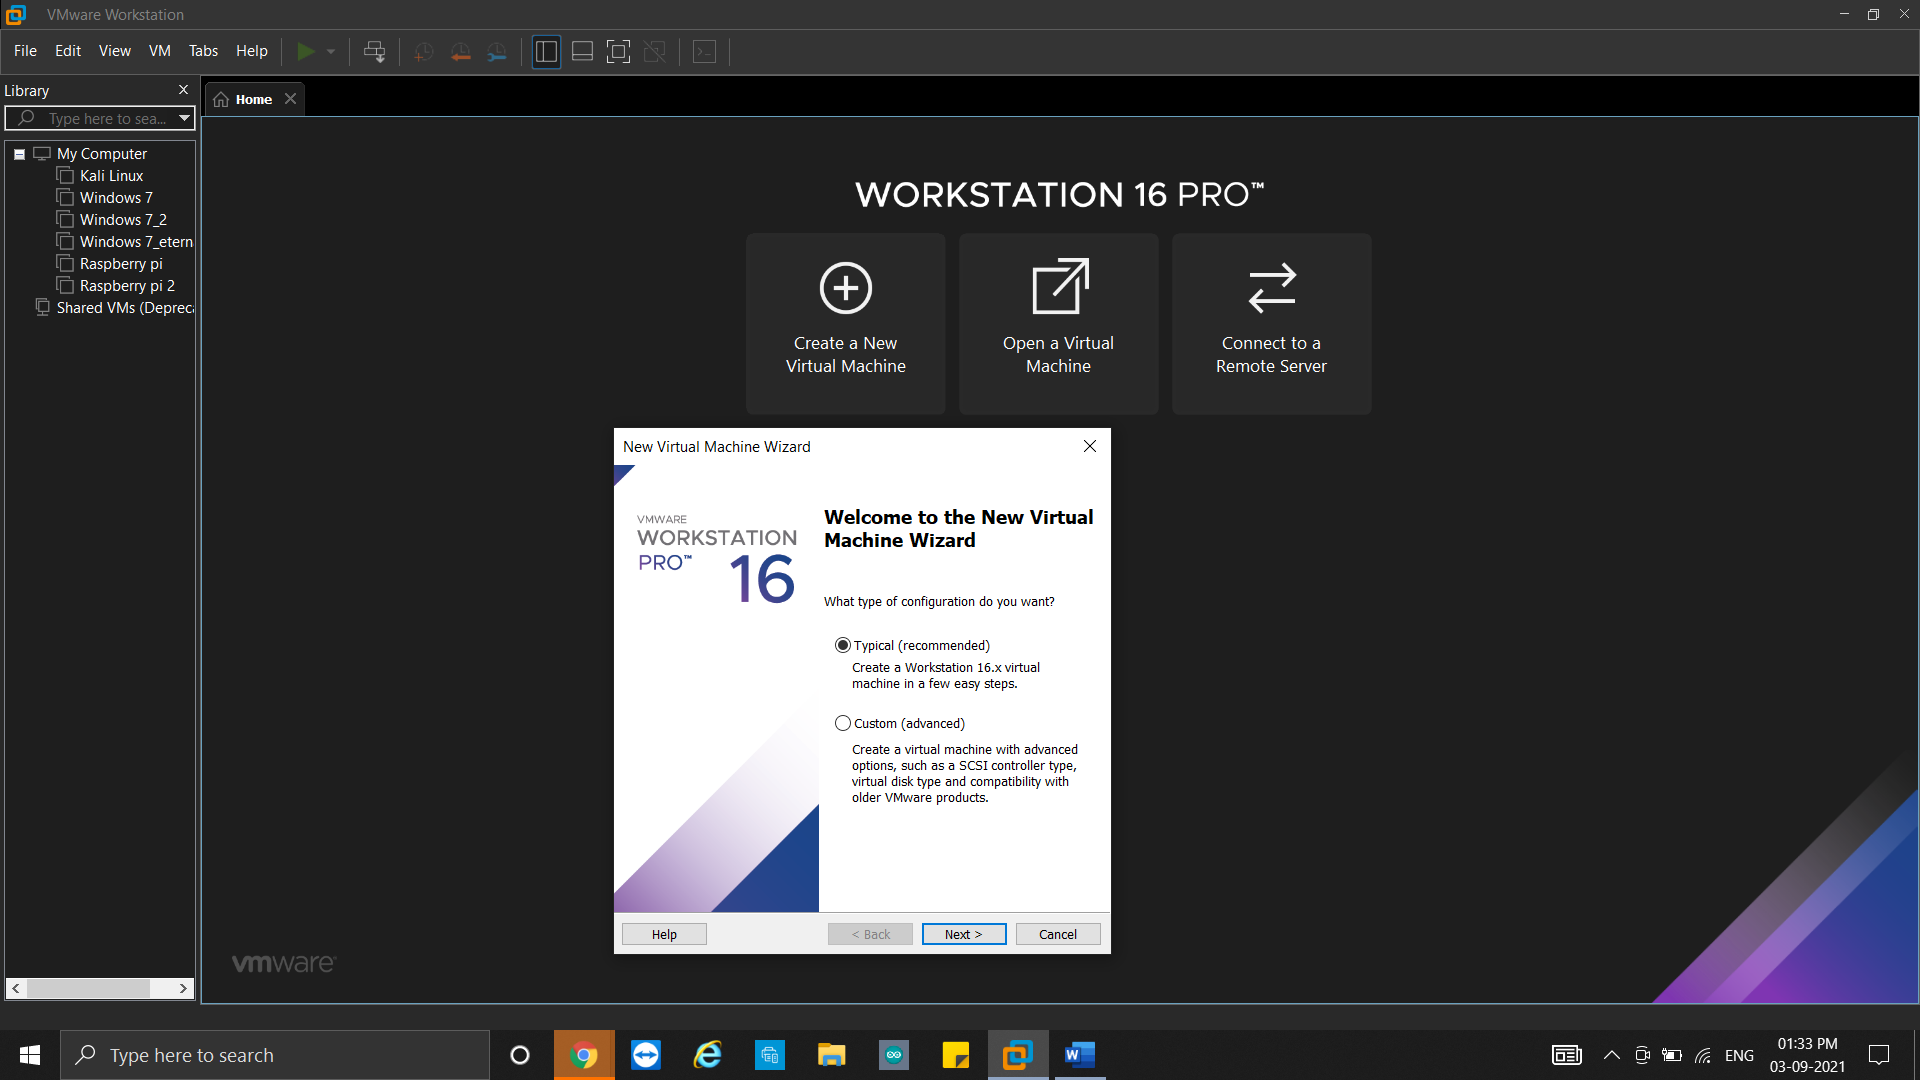 VMware Workstation
File Edit View VM Tabs Help
Library
Type here to sea...
Home
My Computer
Kali Linux
Windows 7
Windows 7_2
Windows 7_etern
Raspberry pi
Raspberry pi 2
Shared VMs (Depreca
WORKSTATION 16 PRO™
Create a New
Virtual Machine
Open a Virtual
Machine
Connect to a
Remote Server
New Virtual Machine Wizard
VMWARE
WORKSTATION
PRO™
16
Welcome to the New Virtual
Machine Wizard
What type of configuration do you want?
Typical (recommended)
Create a Workstation 16.x virtual
machine in a few easy steps.
Custom (advanced)
Create a virtual machine with advanced
options, such as a SCSI controller type,
virtual disk type and compatibility with
older VMware products.
Help < Back Next > Cancel
vmware
Type here to search
ENG
01:33 PM
03-09-2021